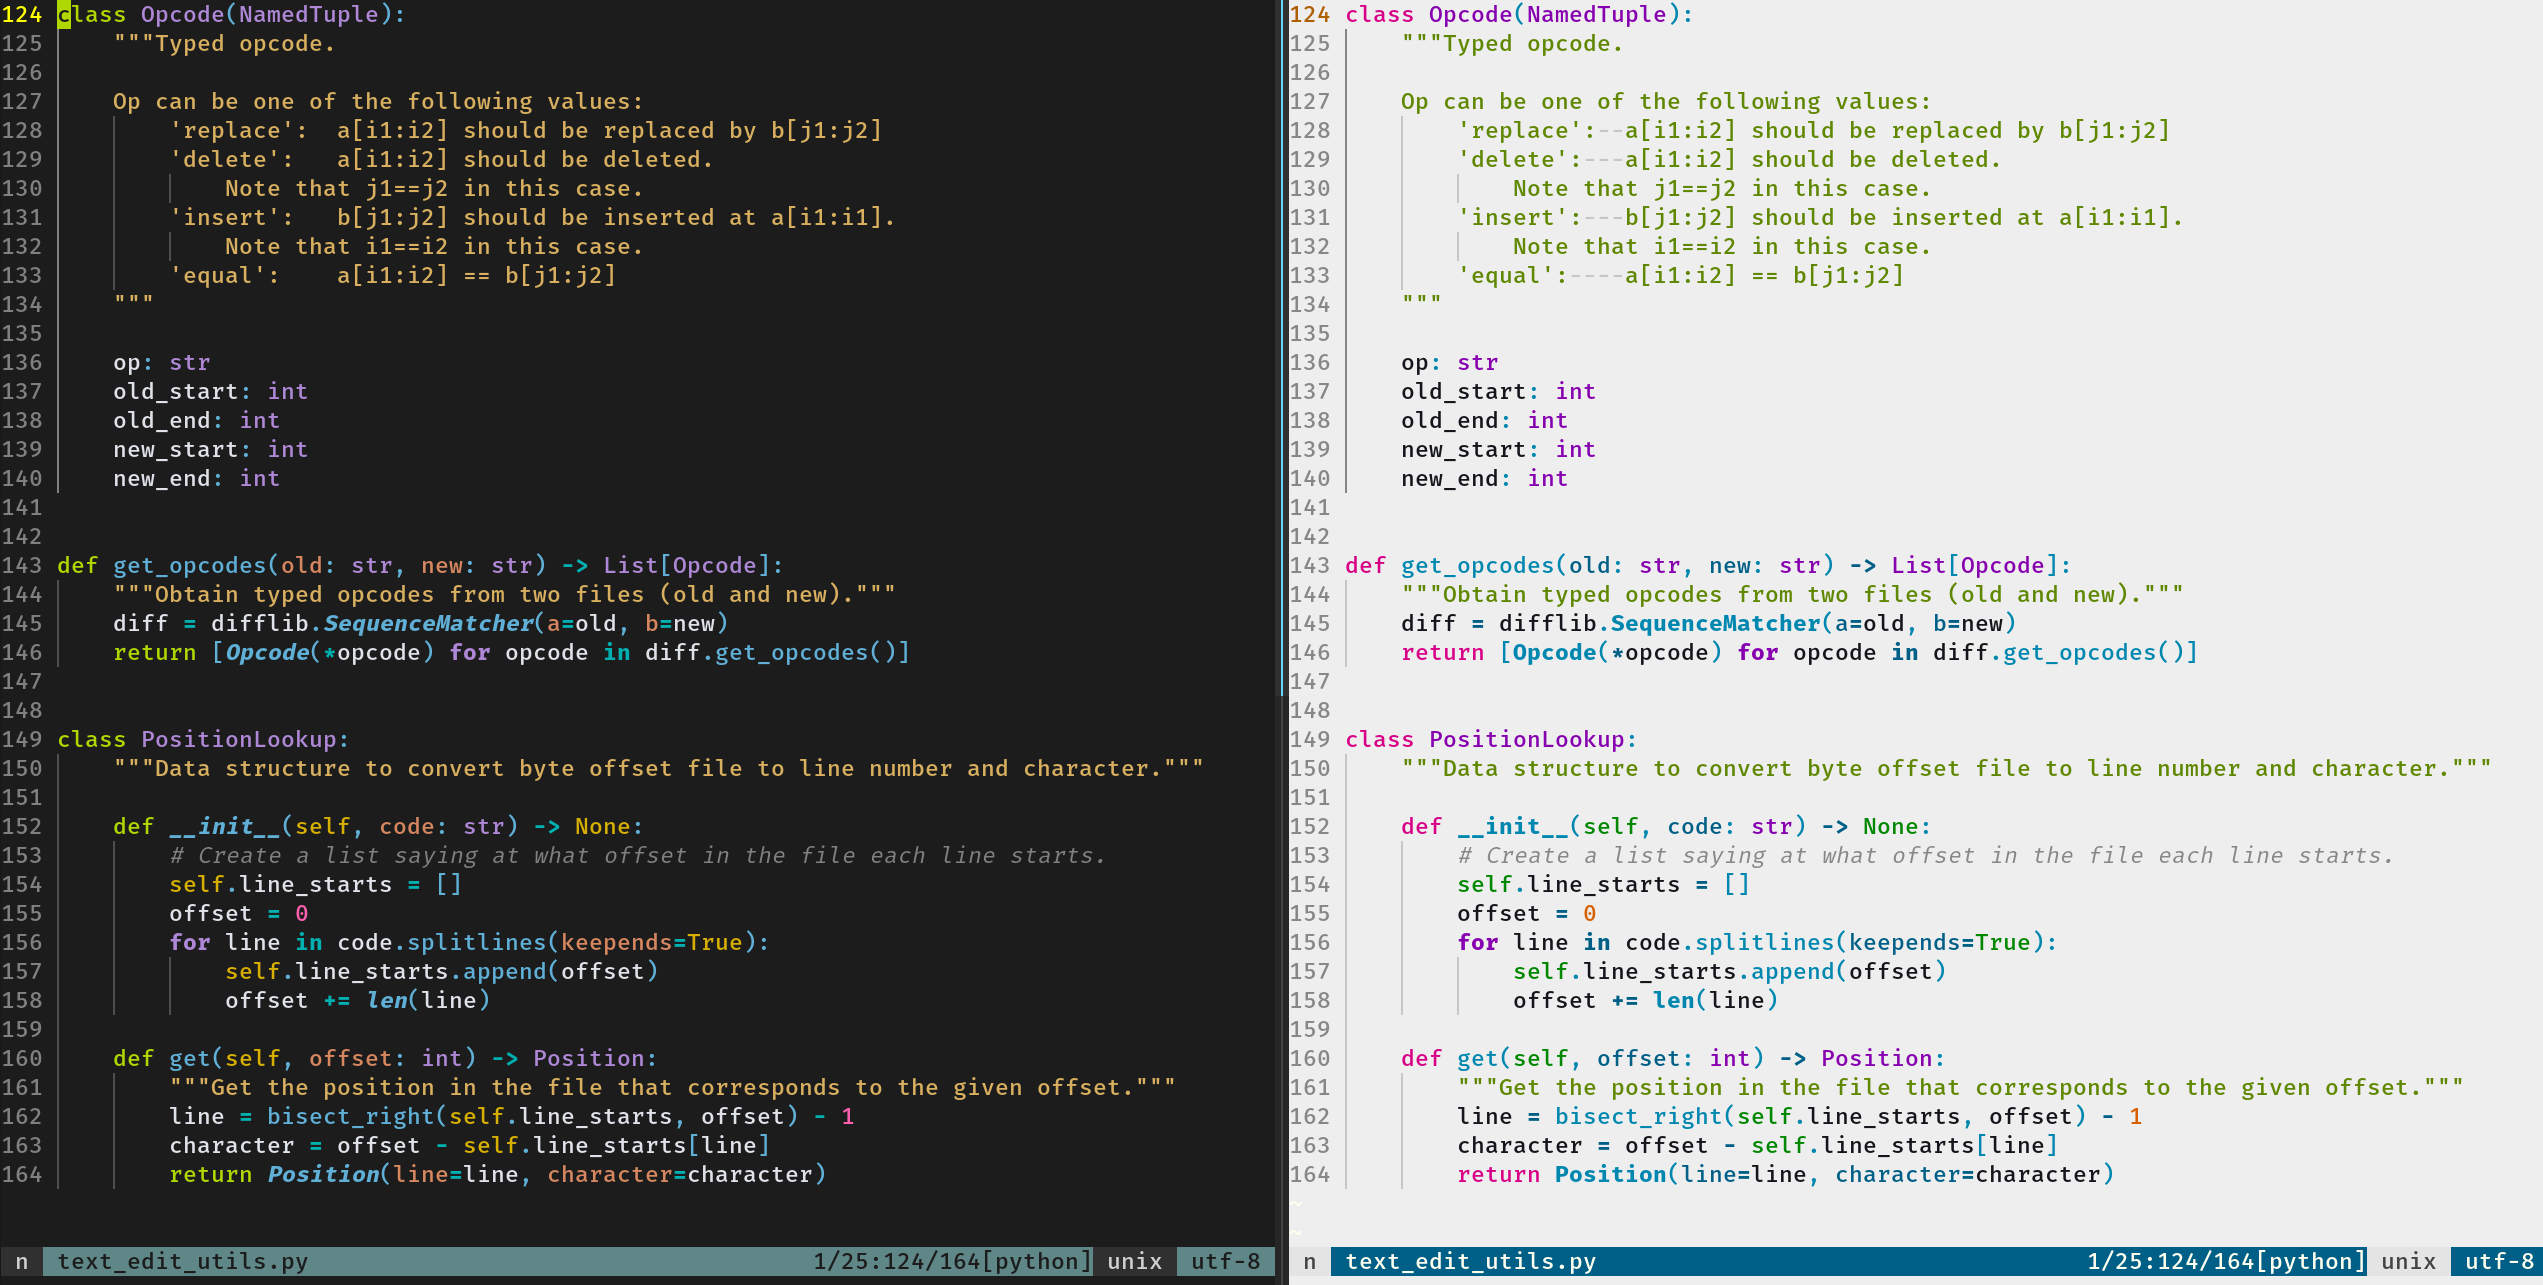 124 class Opcode(NamedTuple):
125     """Typed opcode.
126
127     Op can be one of the following values:
128         'replace':  a[i1:i2] should be replaced by b[j1:j2]
129         'delete':   a[i1:i2] should be deleted.
130             Note that j1==j2 in this case.
131         'insert':   b[j1:j2] should be inserted at a[i1:i1].
132             Note that i1==i2 in this case.
133         'equal':    a[i1:i2] == b[j1:j2]
134     """
135
136     op: str
137     old_start: int
138     old_end: int
139     new_start: int
140     new_end: int
141
142
143 def get_opcodes(old: str, new: str) -> List[Opcode]:
144     """Obtain typed opcodes from two files (old and new)."""
145     diff = difflib.SequenceMatcher(a=old, b=new)
146     return [Opcode(*opcode) for opcode in diff.get_opcodes()]
147
148
149 class PositionLookup:
150     """Data structure to convert byte offset file to line number and character."""
151
152     def __init__(self, code: str) -> None:
153         # Create a list saying at what offset in the file each line starts.
154         self.line_starts = []
155         offset = 0
156         for line in code.splitlines(keepends=True):
157             self.line_starts.append(offset)
158             offset += len(line)
159
160     def get(self, offset: int) -> Position:
161         """Get the position in the file that corresponds to the given offset."""
162         line = bisect_right(self.line_starts, offset) - 1
163         character = offset - self.line_starts[line]
164         return Position(line=line, character=character)
n text_edit_utils.py 1/25:124/164[python] unix utf-8
124 class Opcode(NamedTuple):
125     """Typed opcode.
126
127     Op can be one of the following values:
128         'replace':--a[i1:i2] should be replaced by b[j1:j2]
129         'delete':---a[i1:i2] should be deleted.
130             Note that j1==j2 in this case.
131         'insert':---b[j1:j2] should be inserted at a[i1:i1].
132             Note that i1==i2 in this case.
133         'equal':----a[i1:i2] == b[j1:j2]
134     """
135
136     op: str
137     old_start: int
138     old_end: int
139     new_start: int
140     new_end: int
141
142
143 def get_opcodes(old: str, new: str) -> List[Opcode]:
144     """Obtain typed opcodes from two files (old and new)."""
145     diff = difflib.SequenceMatcher(a=old, b=new)
146     return [Opcode(*opcode) for opcode in diff.get_opcodes()]
147
148
149 class PositionLookup:
150     """Data structure to convert byte offset file to line number and character."""
151
152     def __init__(self, code: str) -> None:
153         # Create a list saying at what offset in the file each line starts.
154         self.line_starts = []
155         offset = 0
156         for line in code.splitlines(keepends=True):
157             self.line_starts.append(offset)
158             offset += len(line)
159
160     def get(self, offset: int) -> Position:
161         """Get the position in the file that corresponds to the given offset."""
162         line = bisect_right(self.line_starts, offset) - 1
163         character = offset - self.line_starts[line]
164         return Position(line=line, character=character)
~
~
n text_edit_utils.py 1/25:124/164[python] unix utf-8